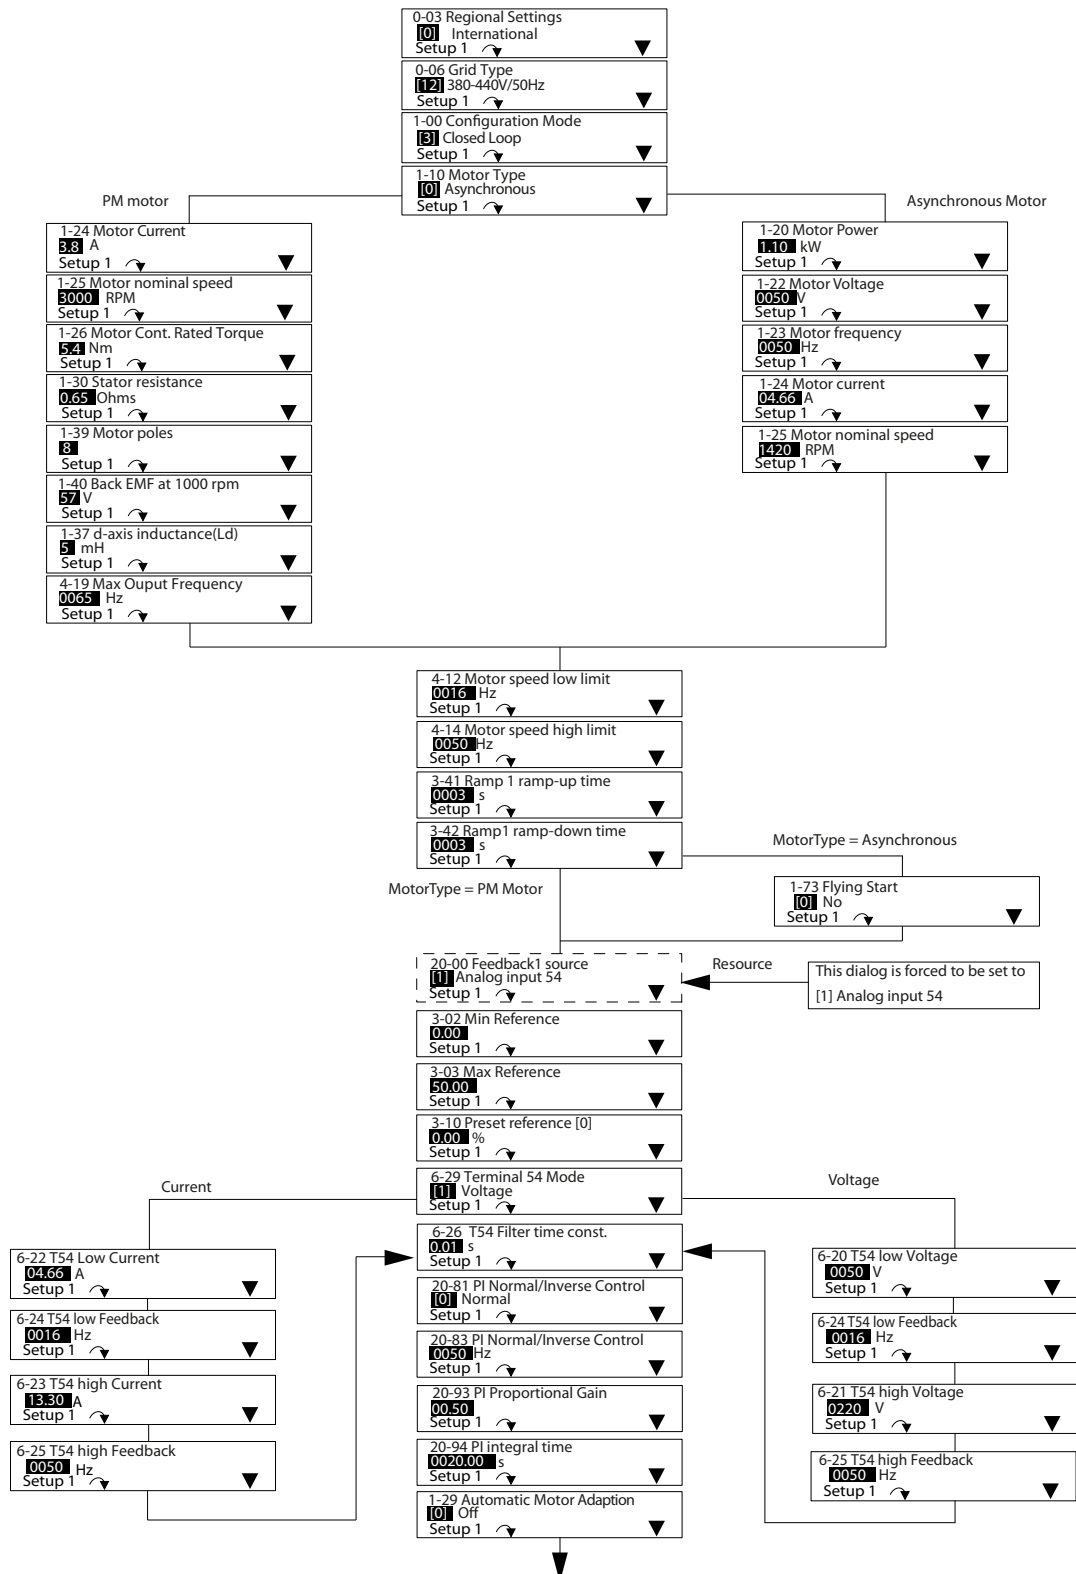 0-03 Regional Settings
[0] International
Setup 1
0-06 Grid Type
[12] 380-440V/50Hz
Setup 1
1-00 Configuration Mode
[3] Closed Loop
Setup 1
1-10 Motor Type
[0] Asynchronous
Setup 1
PM motor
1-24 Motor Current
3.8 A
Setup 1
1-25 Motor nominal speed
3000 RPM
Setup 1
1-26 Motor Cont. Rated Torque
5.4 Nm
Setup 1
1-30 Stator resistance
0.65 Ohms
Setup 1
1-39 Motor poles
8
Setup 1
1-40 Back EMF at 1000 rpm
57 V
Setup 1
1-37 d-axis inductance(Ld)
5 mH
Setup 1
4-19 Max Ouput Frequency
0065 Hz
Setup 1
Asynchronous Motor
1-20 Motor Power
1.10 kW
Setup 1
1-22 Motor Voltage
0050 V
Setup 1
1-23 Motor frequency
0050 Hz
Setup 1
1-24 Motor current
04.66 A
Setup 1
1-25 Motor nominal speed
1420 RPM
Setup 1
4-12 Motor speed low limit
0016 Hz
Setup 1
4-14 Motor speed high limit
0050 Hz
Setup 1
3-41 Ramp 1 ramp-up time
0003 s
Setup 1
3-42 Ramp1 ramp-down time
0003 s
Setup 1
MotorType = Asynchronous
MotorType = PM Motor
1-73 Flying Start
[0] No
Setup 1
20-00 Feedback1 source
[1] Analog input 54
Setup 1
Resource
This dialog is forced to be set to
[1] Analog input 54
3-02 Min Reference
0.00
Setup 1
3-03 Max Reference
50.00
Setup 1
3-10 Preset reference [0]
0.00 %
Setup 1
6-29 Terminal 54 Mode
[1] Voltage
Setup 1
Current
Voltage
6-22 T54 Low Current
04.66 A
Setup 1
6-24 T54 low Feedback
0016 Hz
Setup 1
6-23 T54 high Current
13.30 A
Setup 1
6-25 T54 high Feedback
0050 Hz
Setup 1
6-26 T54 Filter time const.
0.01 s
Setup 1
20-81 PI Normal/Inverse Control
[0] Normal
Setup 1
20-83 PI Normal/Inverse Control
0050 Hz
Setup 1
20-93 PI Proportional Gain
00.50
Setup 1
20-94 PI integral time
0020.00 s
Setup 1
1-29 Automatic Motor Adaption
[0] Off
Setup 1
6-20 T54 low Voltage
0050 V
Setup 1
6-24 T54 low Feedback
0016 Hz
Setup 1
6-21 T54 high Voltage
0220 V
Setup 1
6-25 T54 high Feedback
0050 Hz
Setup 1